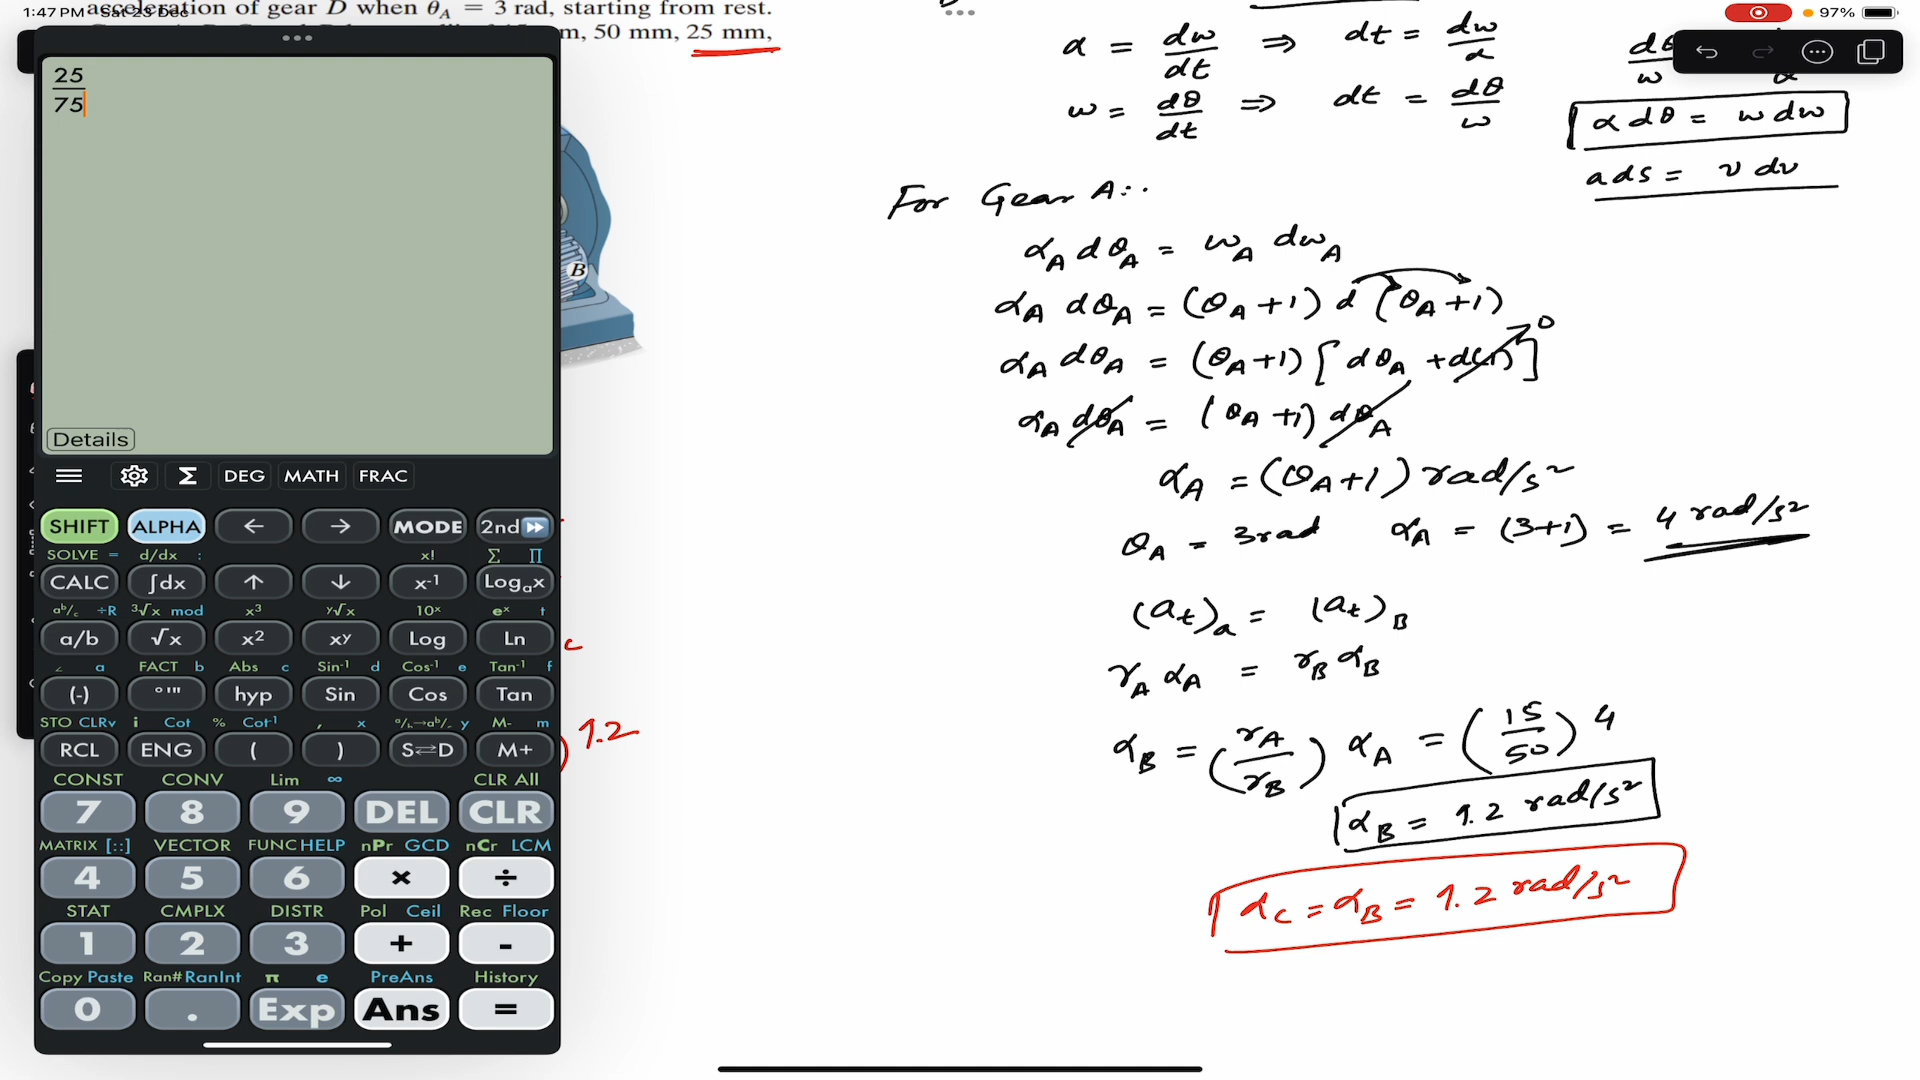 1:47 PM Sat 23 Dec
97%
acceleration of gear D when θA = 3 rad, starting from rest.
m, 50 mm, 25 mm,
25
75
Details
DEG MATH FRAC
SHIFT ALPHA ← → MODE 2nd
SOLVE = d/dx : x! Σ Π
CALC ∫dx ↑ ↓ x-1 Logax
ab/c ÷R 3√x mod x3 y√x 10x ex t
a/b √x x2 xy Log Ln
∠ a FACT b Abs c Sin-1 d Cos-1 e Tan-1 f
(-) °'" hyp Sin Cos Tan
STO CLRv i Cot % Cot-1 , x a/b→ab/c y M- m
RCL ENG ( ) S⇄D M+
CONST CONV Lim ∞ CLR All
7 8 9 DEL CLR
MATRIX [::] VECTOR FUNC HELP nPr GCD nCr LCM
4 5 6 × ÷
STAT CMPLX DISTR Pol Ceil Rec Floor
1 2 3 + -
Copy Paste Ran# RanInt π e PreAns History
0 . Exp Ans =
B
c
) 1.2
α = dω/dt ⇒ dt = dω/α
ω = dθ/dt ⇒ dt = dθ/ω
α dθ = ω dω
a ds = v dv
For Gear A:.
αA dθA = ωA dωA
αA dθA = (θA+1) d (θA+1)
αA dθA = (θA+1) [dθA + d(1)] 0
αA dθA = (θA+1) dθA
αA = (θA+1) rad/s²
θA = 3rad αA = (3+1) = 4 rad/s²
(at)a = (at)B
rA αA = rB αB
αB = (rA/rB) αA = (15/50) 4
αB = 1.2 rad/s²
αC = αB = 1.2 rad/s²